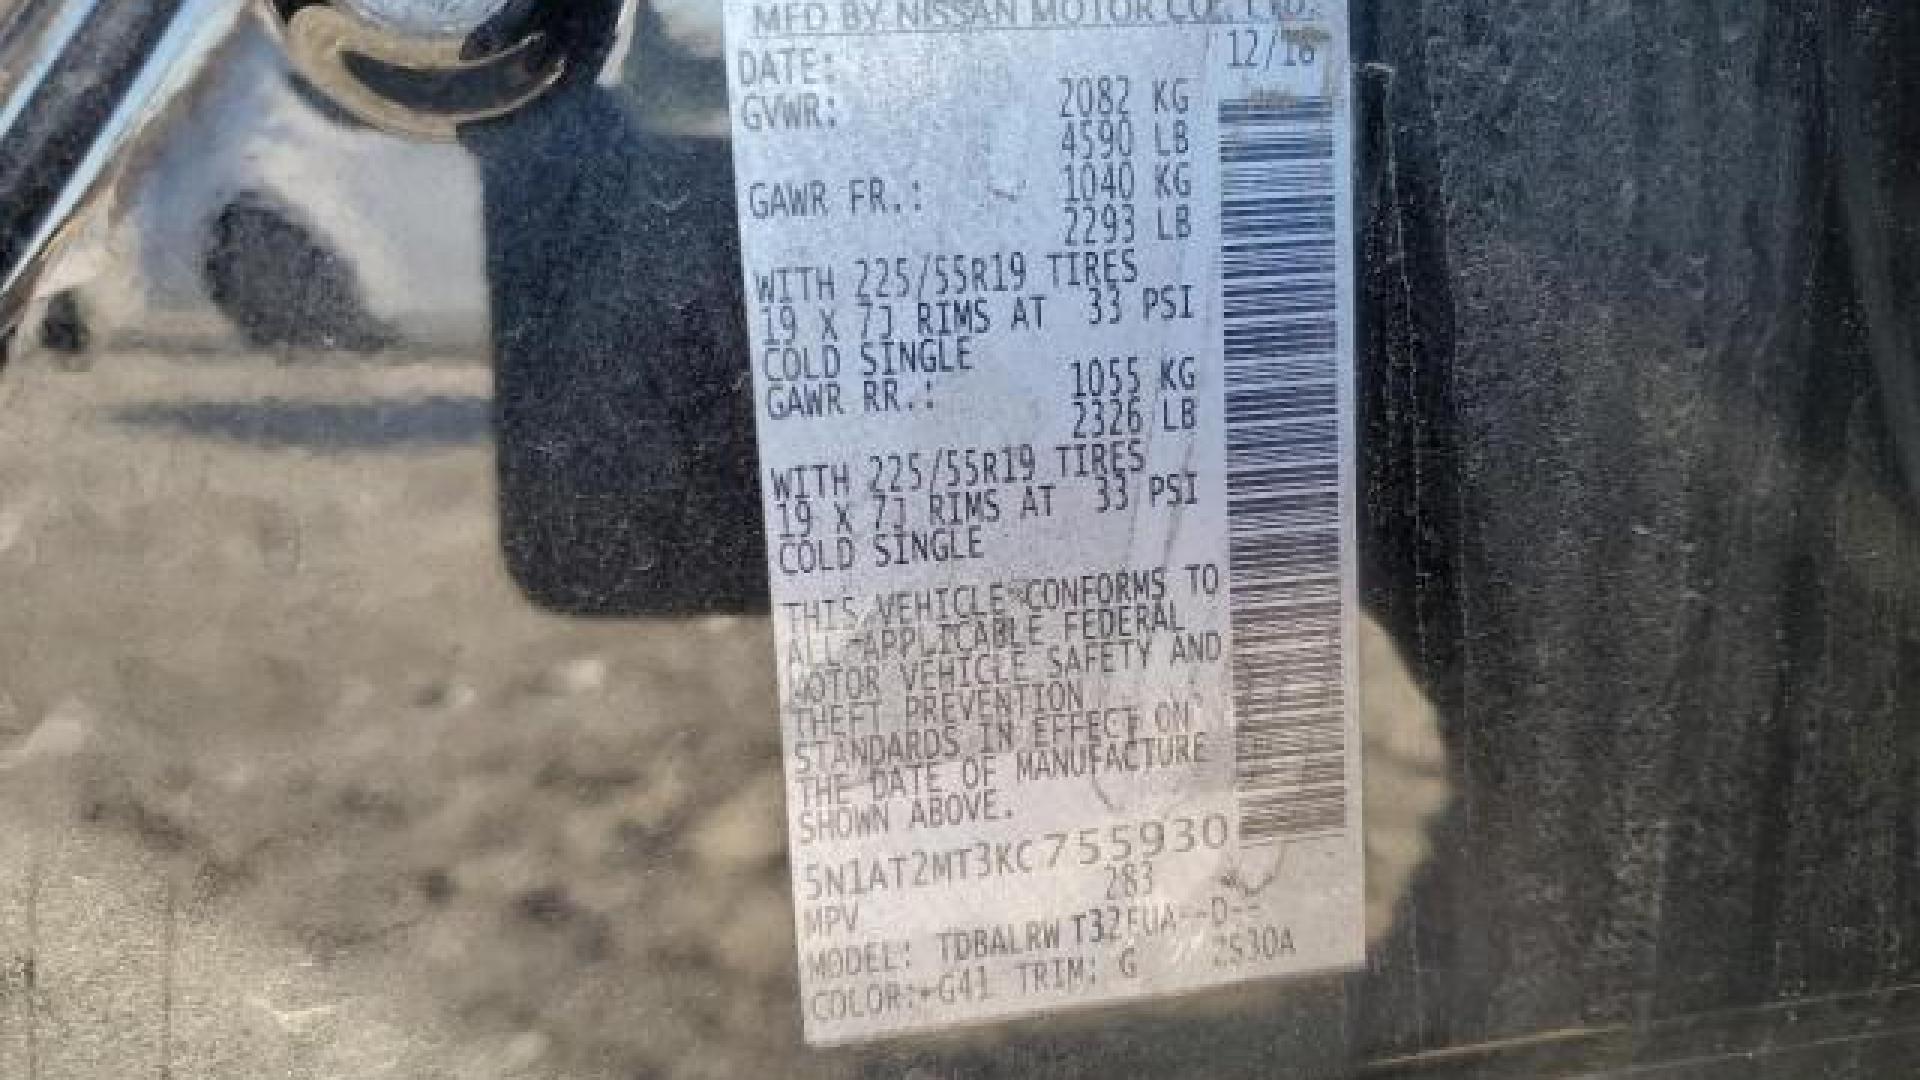 MFD BY NISSAN MOTOR CO., LTD.
DATE: 12/18
GVWR: 2082 KG
4590 LB
GAWR FR.: 1040 KG
2293 LB
WITH 225/55R19 TIRES
19 X 7J RIMS AT 33 PSI
COLD SINGLE
GAWR RR.: 1055 KG
2326 LB
WITH 225/55R19 TIRES
19 X 7J RIMS AT 33 PSI
COLD SINGLE
THIS VEHICLE CONFORMS TO
ALL APPLICABLE FEDERAL
MOTOR VEHICLE SAFETY AND
THEFT PREVENTION
STANDARDS IN EFFECT ON
THE DATE OF MANUFACTURE
SHOWN ABOVE.
5N1AT2MT3KC755930
MPV 283
MODEL: TDBALRW T32EUA--D--
COLOR: G41 TRIM: G 2S30A